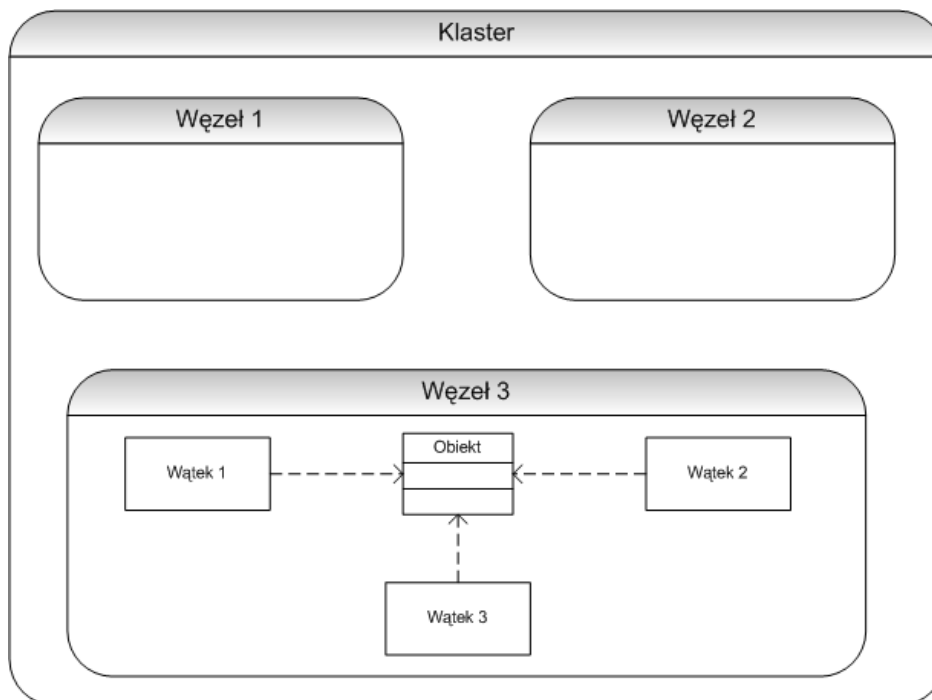 Klaster
Węzeł 1
Węzeł 2
Węzeł 3
Wątek 1
Obiekt
Wątek 2
Wątek 3